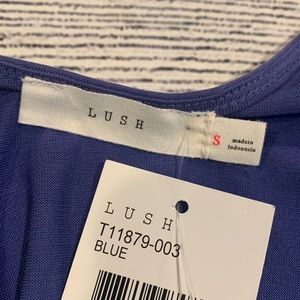 LUSH
S
made in
Indonesia
LUSH
T11879-003
BLUE